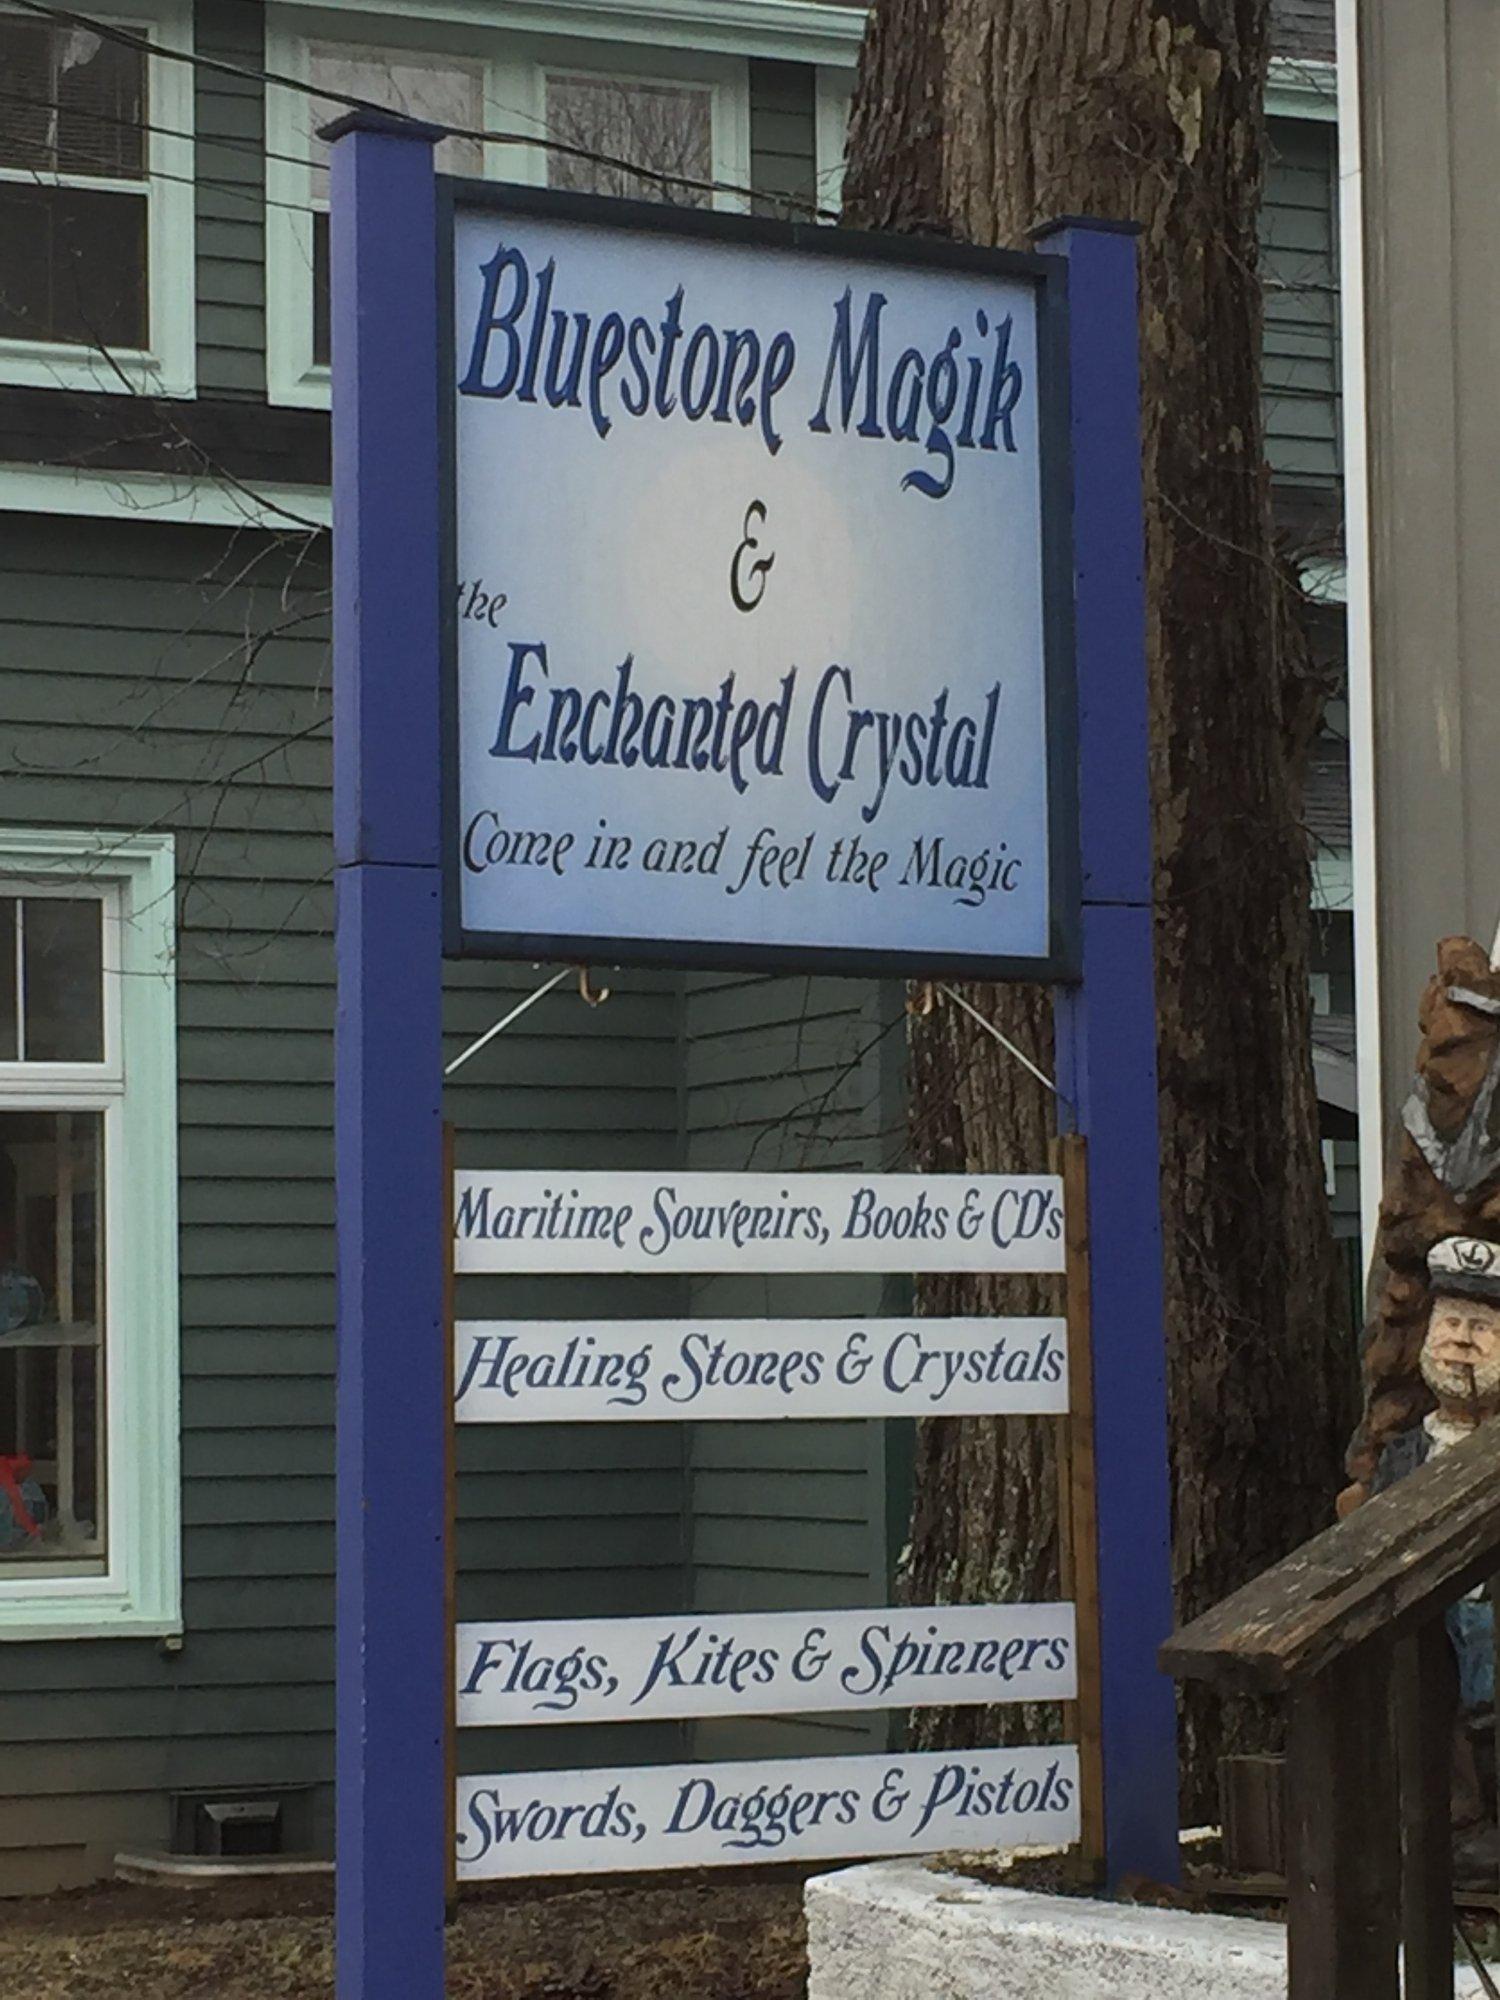 Bluestone Magik
&
the
Enchanted Crystal
Come in and feel the Magic
Maritime Souvenirs, Books & CD's
Healing Stones & Crystals
Flags, Kites & Spinners
Swords, Daggers & Pistols